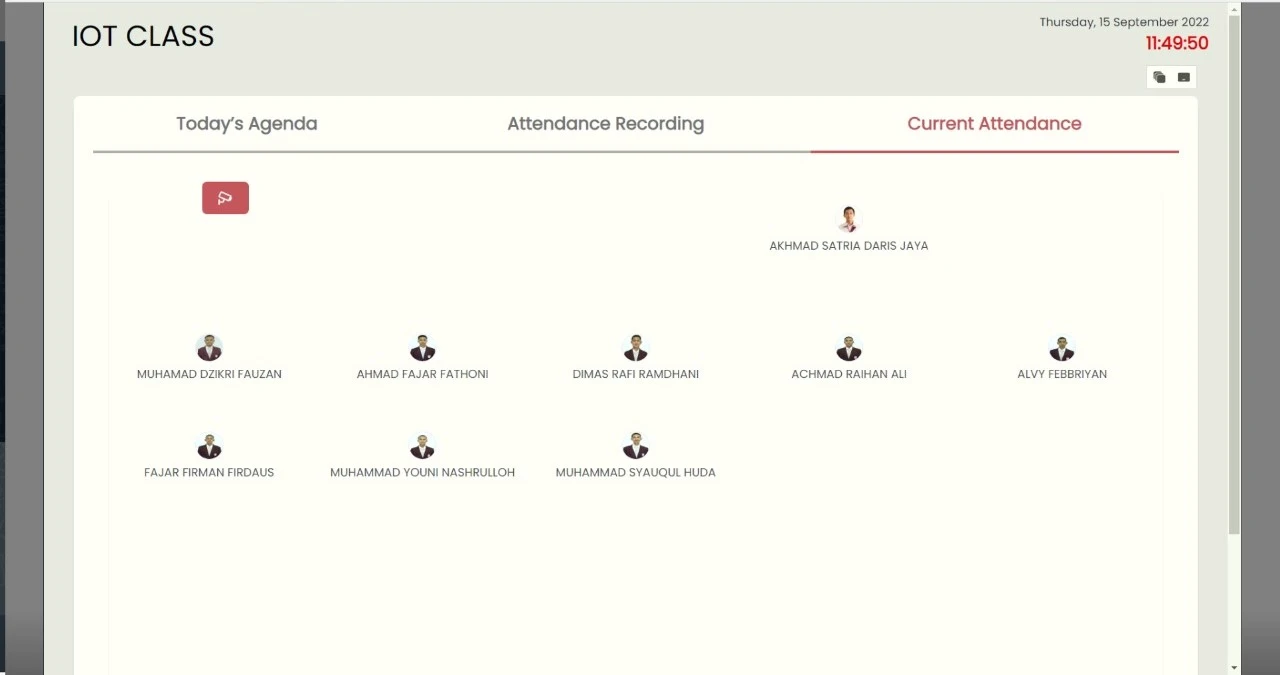 IOT CLASS
Thursday, 15 September 2022
11:49:50
Today's Agenda
Attendance Recording
Current Attendance
AKHMAD SATRIA DARIS JAYA
MUHAMAD DZIKRI FAUZAN
AHMAD FAJAR FATHONI
DIMAS RAFI RAMDHANI
ACHMAD RAIHAN ALI
ALVY FEBBRIYAN
FAJAR FIRMAN FIRDAUS
MUHAMMAD YOUNI NASHRULLOH
MUHAMMAD SYAUQUL HUDA